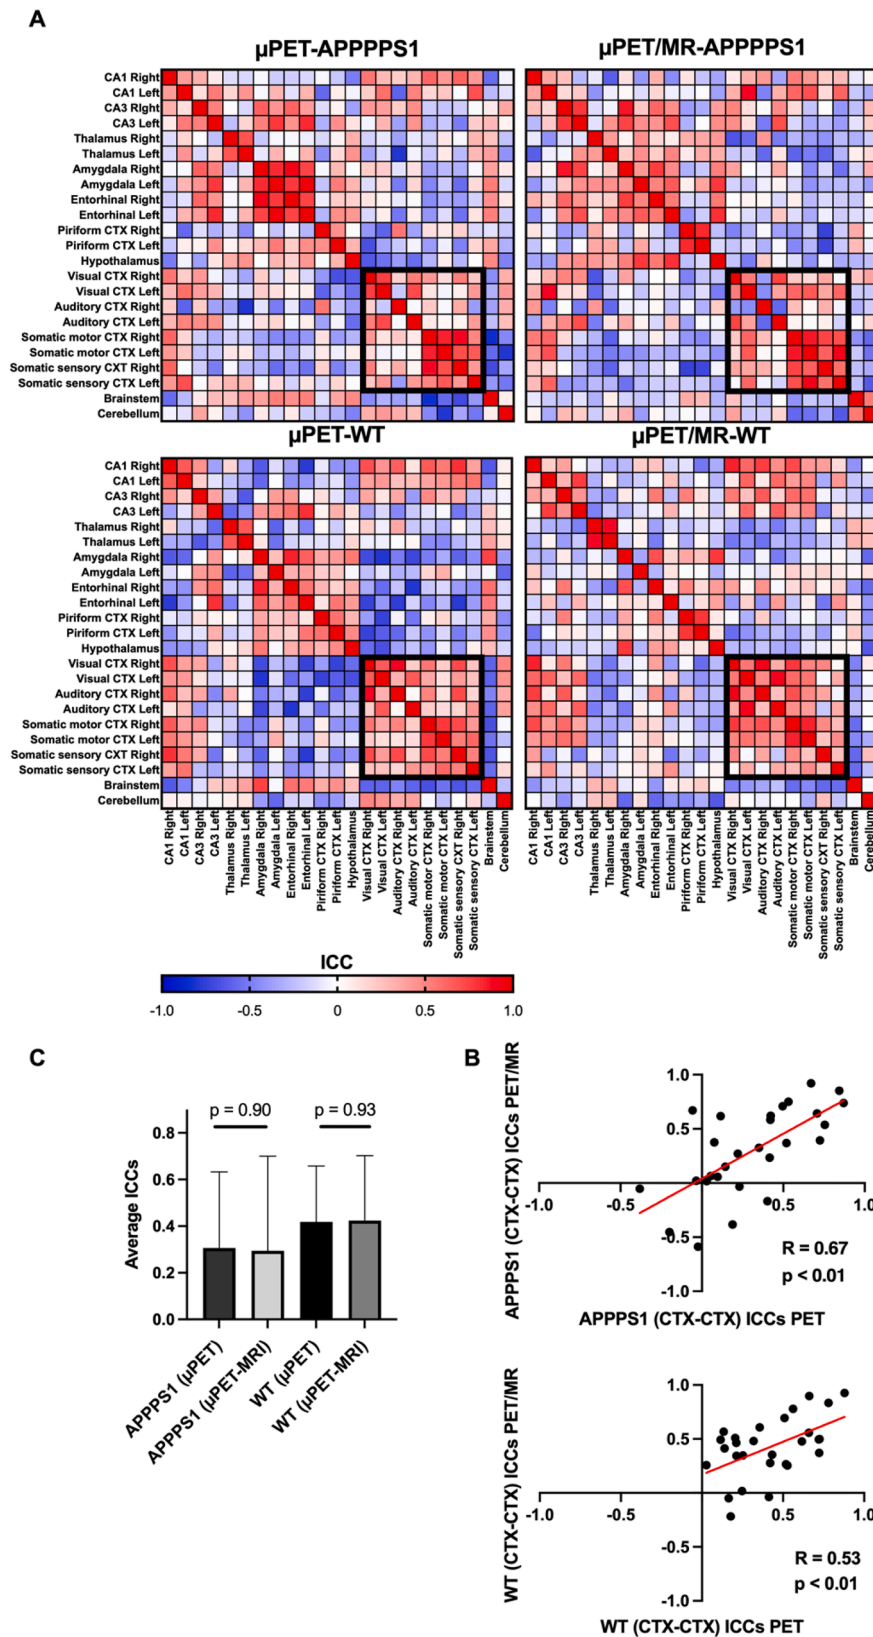 A
µPET-APPPPS1
µPET/MR-APPPPS1
CA1 Right
CA1 Left
CA3 RIght
CA3 Left
Thalamus Right
Thalamus Left
Amygdala Right
Amygdala Left
Entorhinal Right
Entorhinal Left
Piriform CTX Right
Piriform CTX Left
Hypothalamus
Visual CTX Right
Visual CTX Left
Auditory CTX Right
Auditory CTX Left
Somatic motor CTX Right
Somatic motor CTX Left
Somatic sensory CXT Right
Somatic sensory CTX Left
Brainstem
Cerebellum
µPET-WT
µPET/MR-WT
CA1 Right
CA1 Left
CA3 RIght
CA3 Left
Thalamus Right
Thalamus Left
Amygdala Right
Amygdala Left
Entorhinal Right
Entorhinal Left
Piriform CTX Right
Piriform CTX Left
Hypothalamus
Visual CTX Right
Visual CTX Left
Auditory CTX Right
Auditory CTX Left
Somatic motor CTX Right
Somatic motor CTX Left
Somatic sensory CXT Right
Somatic sensory CTX Left
Brainstem
Cerebellum
CA1 Right
CA1 Left
CA3 RIght
CA3 Left
Thalamus Right
Thalamus Left
Amygdala Right
Amygdala Left
Entorhinal Right
Entorhinal Left
Piriform CTX Right
Piriform CTX Left
Hypothalamus
Visual CTX Right
Visual CTX Left
Auditory CTX Right
Auditory CTX Left
Somatic motor CTX Right
Somatic motor CTX Left
Somatic sensory CXT Right
Somatic sensory CTX Left
Brainstem
Cerebellum
CA1 Right
CA1 Left
CA3 RIght
CA3 Left
Thalamus Right
Thalamus Left
Amygdala Right
Amygdala Left
Entorhinal Right
Entorhinal Left
Piriform CTX Right
Piriform CTX Left
Hypothalamus
Visual CTX Right
Visual CTX Left
Auditory CTX Right
Auditory CTX Left
Somatic motor CTX Right
Somatic motor CTX Left
Somatic sensory CXT Right
Somatic sensory CTX Left
Brainstem
Cerebellum
ICC
-1.0 -0.5 0 0.5 1.0
C
p = 0.90 p = 0.93
Average ICCs
0.8
0.6
0.4
0.2
0.0
APPPS1 (µPET)
APPPS1 (µPET-MRI)
WT (µPET)
WT (µPET-MRI)
B
APPPS1 (CTX-CTX) ICCs PET/MR
1.0
0.5
-1.0 -0.5 0.5 1.0
-0.5
-1.0
R = 0.67
p < 0.01
APPPS1 (CTX-CTX) ICCs PET
WT (CTX-CTX) ICCs PET/MR
1.0
0.5
-1.0 -0.5 0.5 1.0
-0.5
-1.0
R = 0.53
p < 0.01
WT (CTX-CTX) ICCs PET